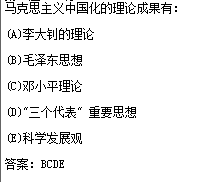 马克思主义中国化的理论成果有：
(A)李大钊的理论
(B)毛泽东思想
(C)邓小平理论
(D)“三个代表” 重要思想
(E)科学发展观
答案：BCDE